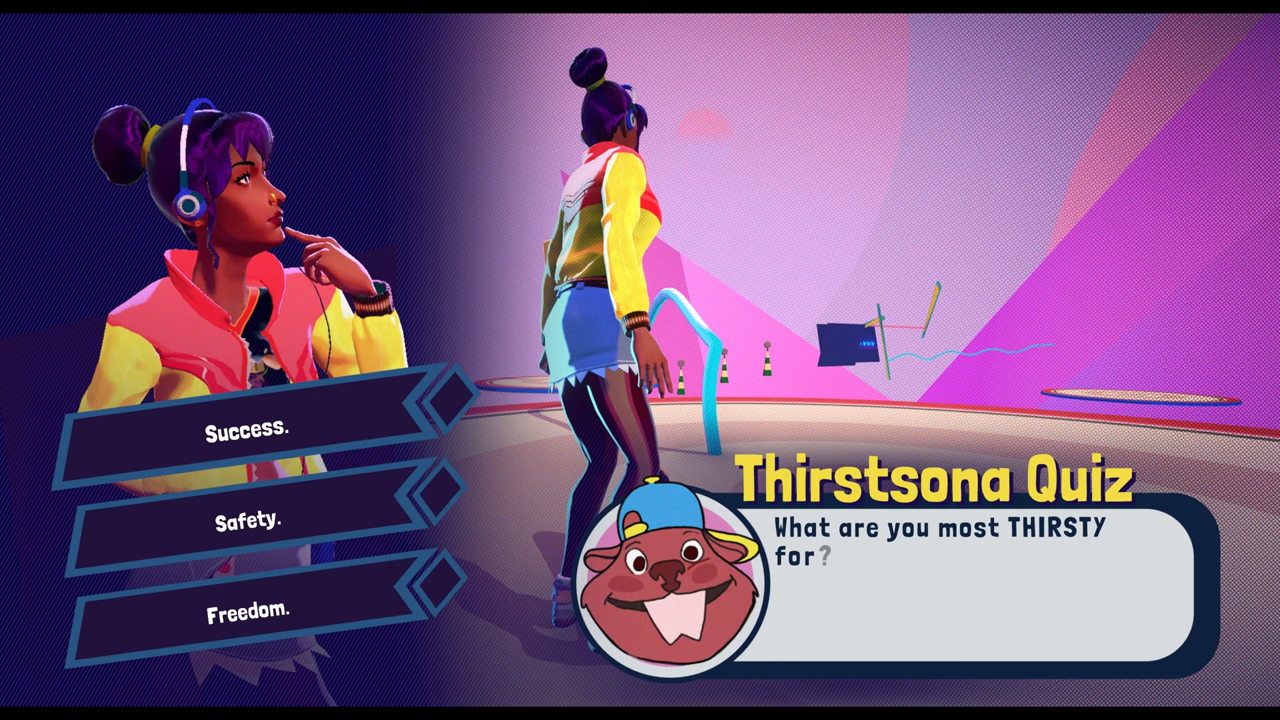 Success.
Safety.
Freedom.
Thirstsona Quiz
What are you most THIRSTY
for?